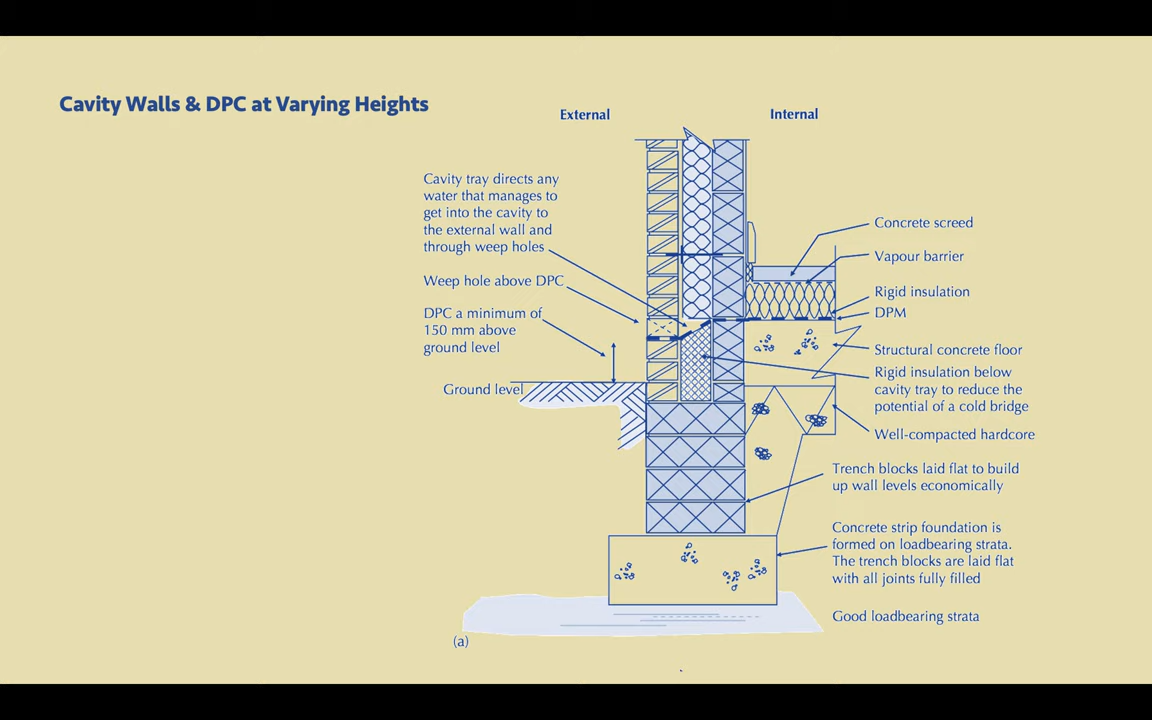 Cavity Walls & DPC at Varying Heights
External
Internal
Cavity tray directs any
water that manages to
get into the cavity to
the external wall and
through weep holes
Weep hole above DPC
DPC a minimum of
150 mm above
ground level
Ground level
Concrete screed
Vapour barrier
Rigid insulation
DPM
Structural concrete floor
Rigid insulation below
cavity tray to reduce the
potential of a cold bridge
Well-compacted hardcore
Trench blocks laid flat to build
up wall levels economically
Concrete strip foundation is
formed on loadbearing strata.
The trench blocks are laid flat
with all joints fully filled
Good loadbearing strata
(a)